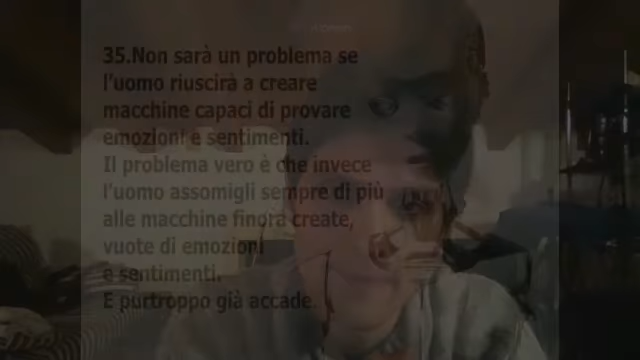 35.Non sarà un problema se
l'uomo riuscirà a creare
macchine capaci di provare
emozioni e sentimenti.
Il problema vero è che invece
l'uomo assomigli sempre di più
alle macchine finora create,
vuote di emozioni
e sentimenti.
E purtroppo già accade.